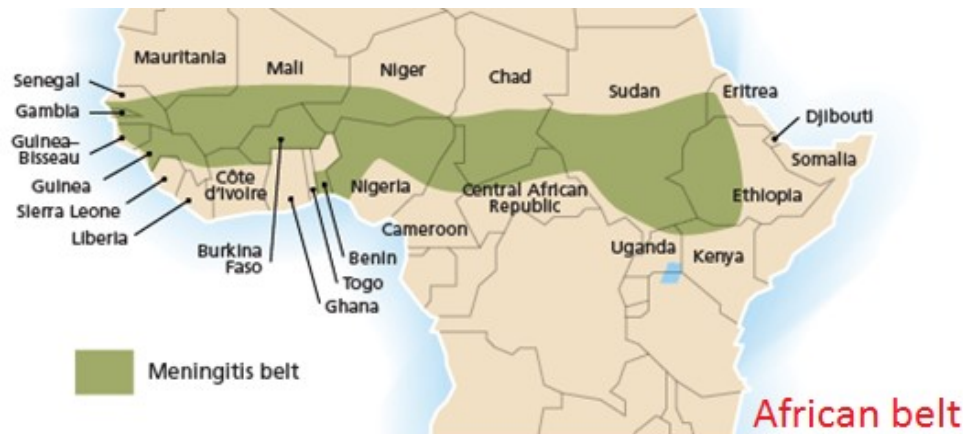 Mauritania
Mali
Niger
Chad
Sudan
Eritrea
Djibouti
Somalia
Senegal
Gambia
Guinea–
Bissau
Guinea
Sierra Leone
Liberia
Côte
d'Ivoire
Burkina
Faso
Ghana
Togo
Benin
Nigeria
Cameroon
Central African
Republic
Ethiopia
Uganda
Kenya
Meningitis belt
African belt